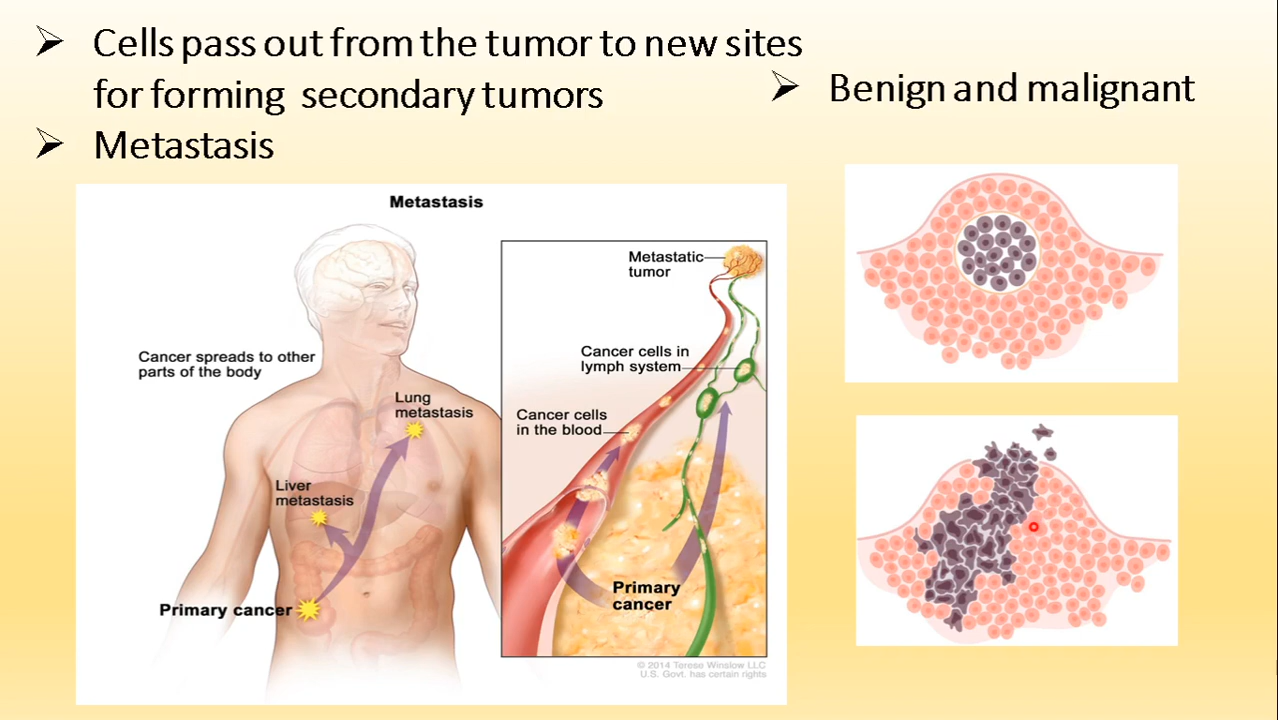 Cells pass out from the tumor to new sites
for forming secondary tumors
Metastasis
Benign and malignant
Metastasis
Cancer spreads to other
parts of the body
Lung
metastasis
Liver
metastasis
Primary cancer
Metastatic
tumor
Cancer cells in
lymph system
Cancer cells
in the blood
Primary
cancer
© 2014 Terese Winslow LLC
U.S. Govt. has certain rights